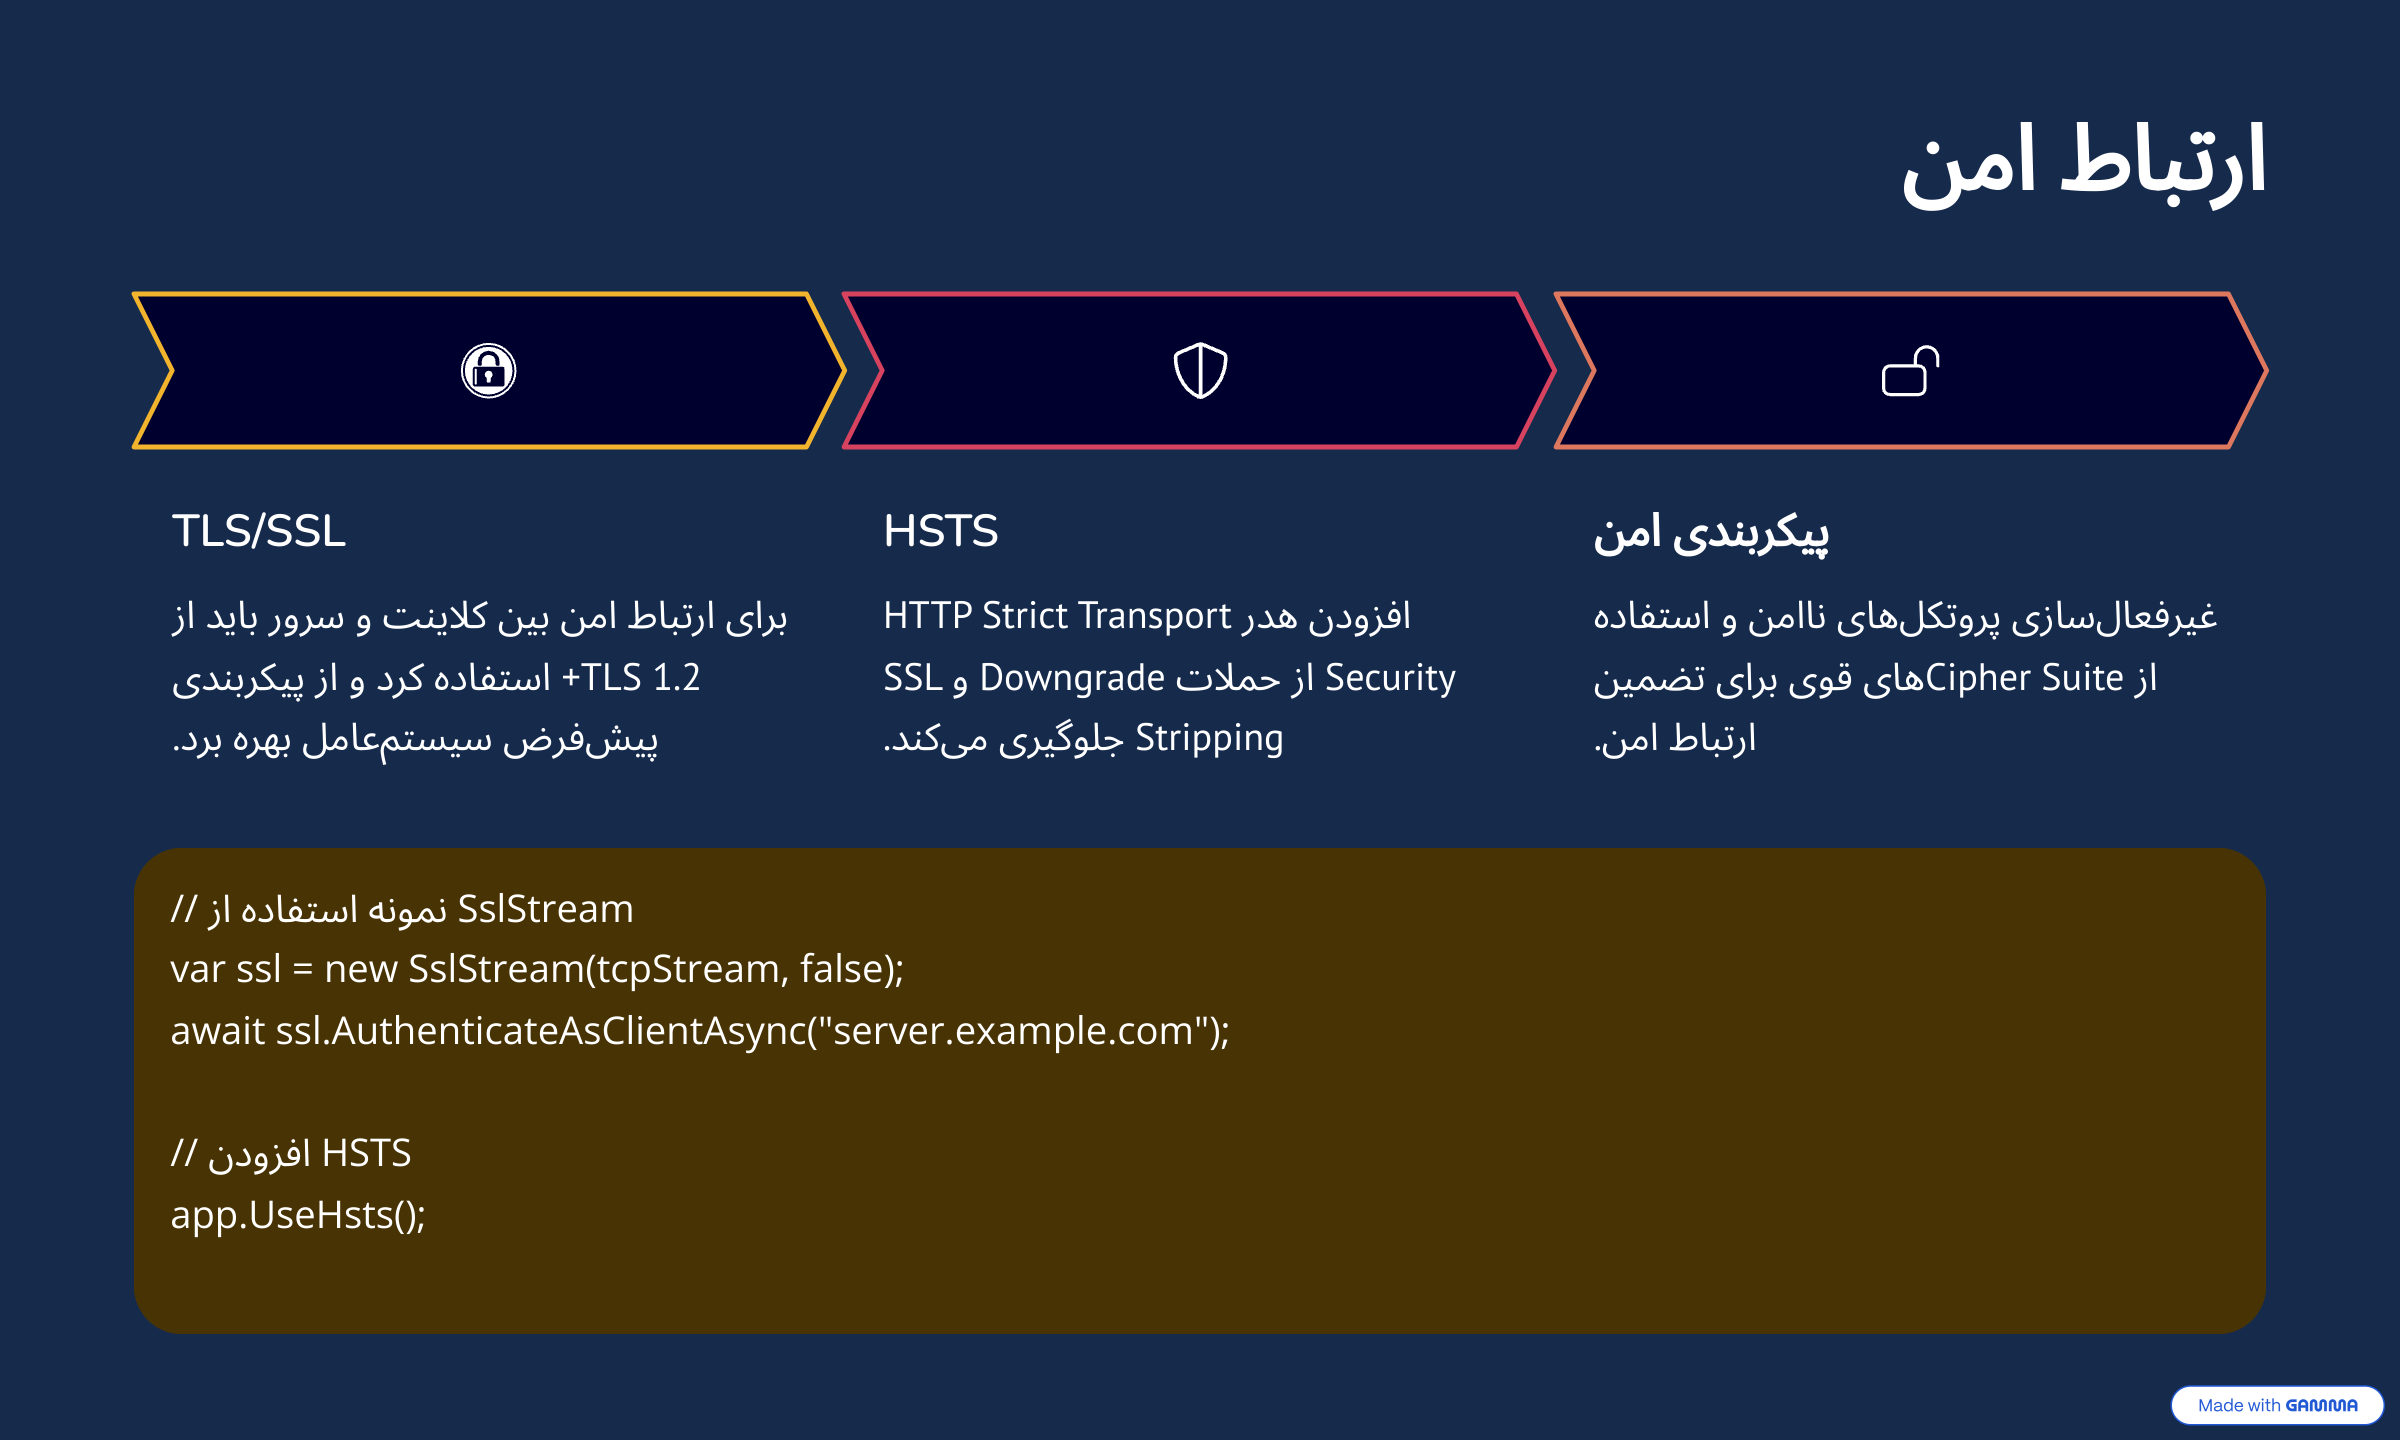 ارتباط امن
TLS/SSL
برای ارتباط امن بین کلاینت و سرور باید از
TLS 1.2+ استفاده کرد و از پیکربندی
پیش‌فرض سیستم‌عامل بهره برد.
HSTS
افزودن هدر HTTP Strict Transport
Security از حملات Downgrade و SSL
Stripping جلوگیری می‌کند.
پیکربندی امن
غیرفعال‌سازی پروتکل‌های ناامن و استفاده
از Cipher Suiteهای قوی برای تضمین
ارتباط امن.
// نمونه استفاده از SslStream
var ssl = new SslStream(tcpStream, false);
await ssl.AuthenticateAsClientAsync("server.example.com");
// افزودن HSTS
app.UseHsts();
Made with GAMMA